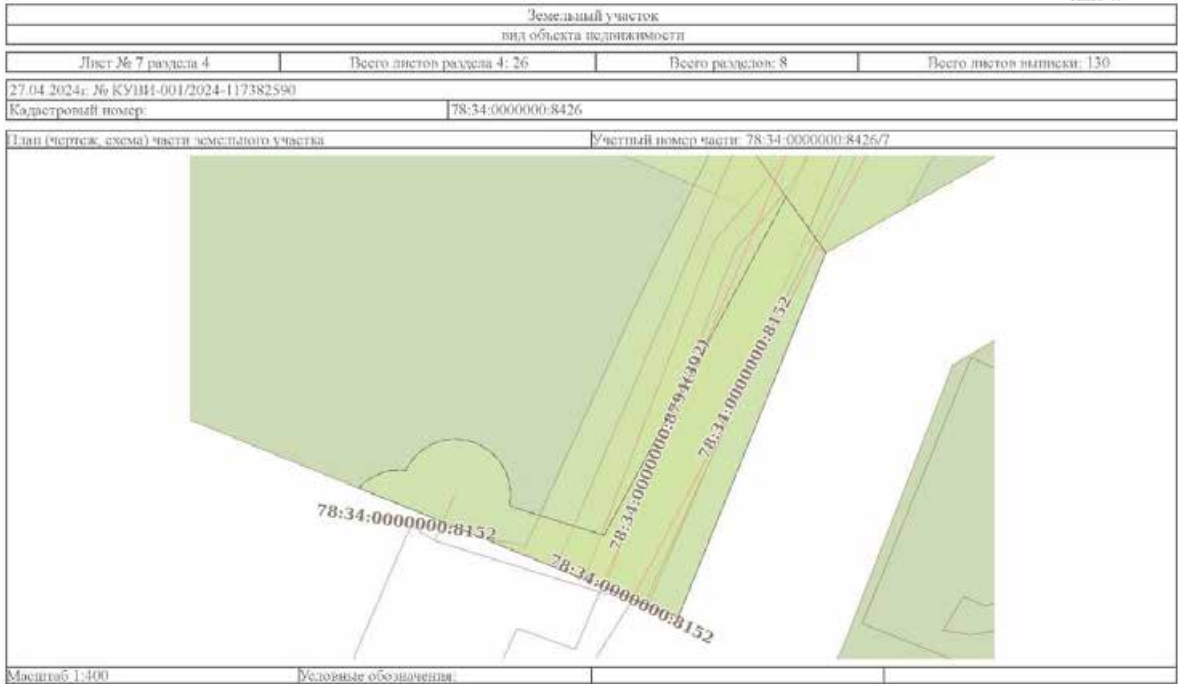 Земельный участок
вид объекта недвижимости
Лист № 7 раздела 4 Всего листов раздела 4: 26 Всего разделов: 8 Всего листов выписки: 130
27.04.2024г. № КУВИ-001/2024-117382590
Кадастровый номер: 78:34:0000000:8426
План (чертеж, схема) части земельного участка Учетный номер части: 78:34:0000000:8426/7
78:34:0000000:8794(392)
78:34:0000000:8152
78:34:0000000:8152
78:34:0000000:8152
Масштаб 1:400 Условные обозначения: